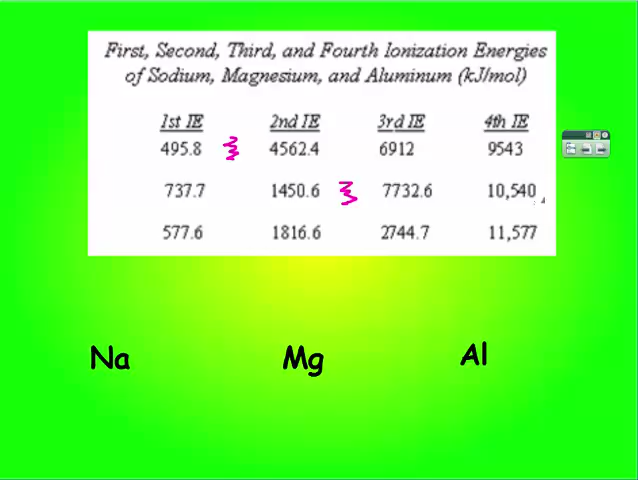 First, Second, Third, and Fourth Ionization Energies
of Sodium, Magnesium, and Aluminum (kJ/mol)
1st IE 2nd IE 3rd IE 4th IE
495.8 4562.4 6912 9543
737.7 1450.6 7732.6 10,540
577.6 1816.6 2744.7 11,577
Na Mg Al